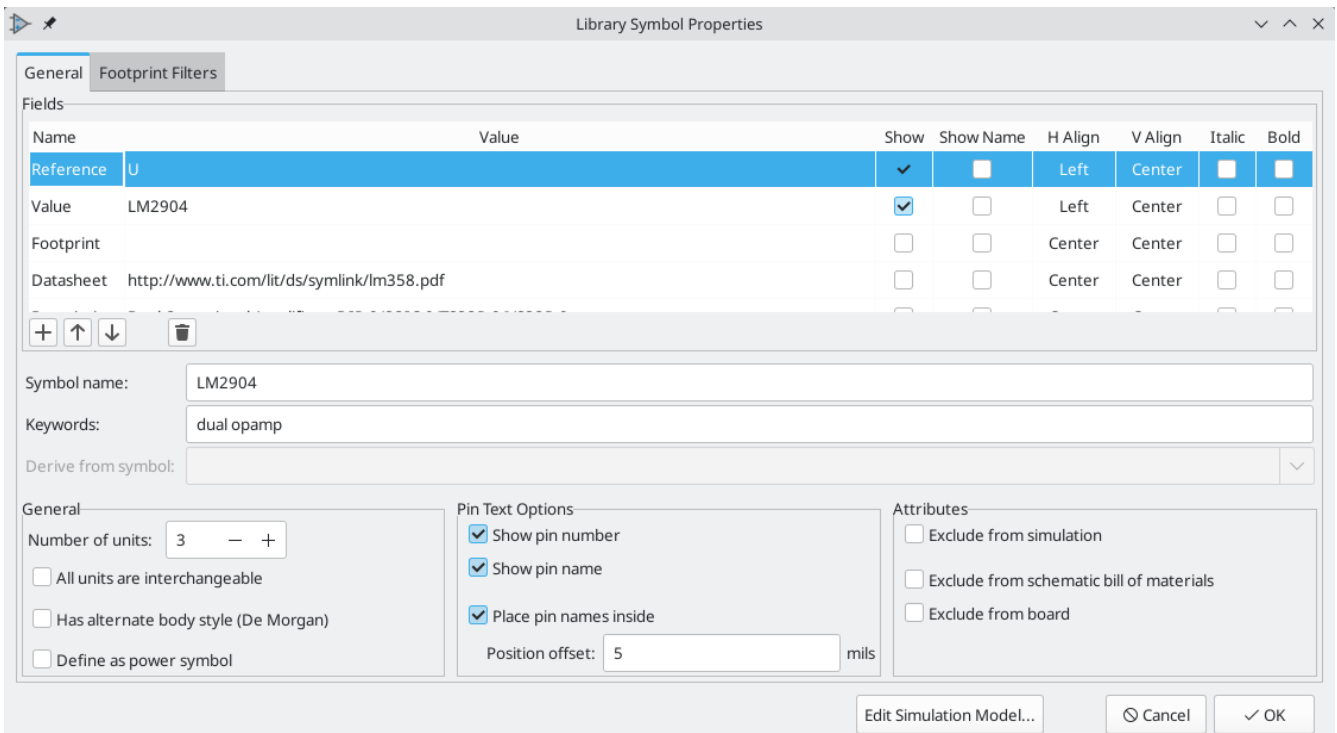 Library Symbol Properties
General Footprint Filters
Fields
Name Value Show Show Name H Align V Align Italic Bold
Reference U Left Center
Value LM2904 Left Center
Footprint Center Center
Datasheet http://www.ti.com/lit/ds/symlink/lm358.pdf Center Center
Symbol name: LM2904
Keywords: dual opamp
Derive from symbol:
General Pin Text Options Attributes
Number of units: 3 Show pin number Exclude from simulation
All units are interchangeable Show pin name Exclude from schematic bill of materials
Has alternate body style (De Morgan) Place pin names inside Exclude from board
Define as power symbol Position offset: 5 mils
Edit Simulation Model... Cancel OK